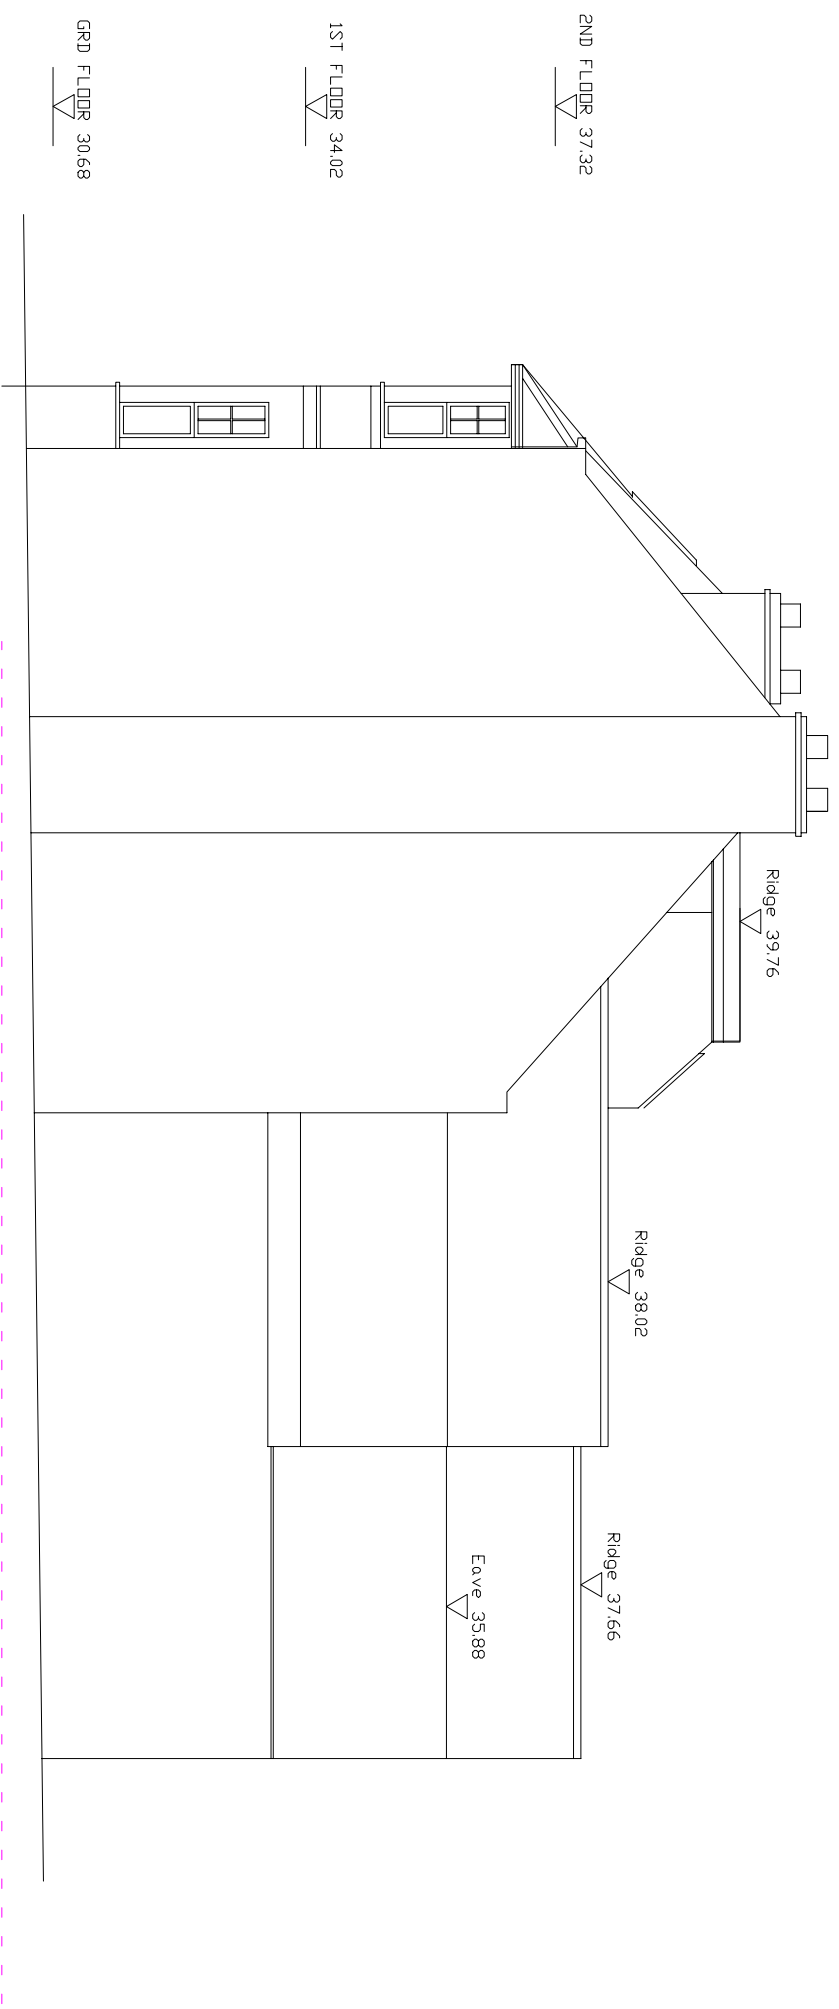 2ND FLOOR 37.32
1ST FLOOR 34.02
GRD FLOOR 30.68
Ridge 39.76
Ridge 38.02
Ridge 37.66
Eave 35.88